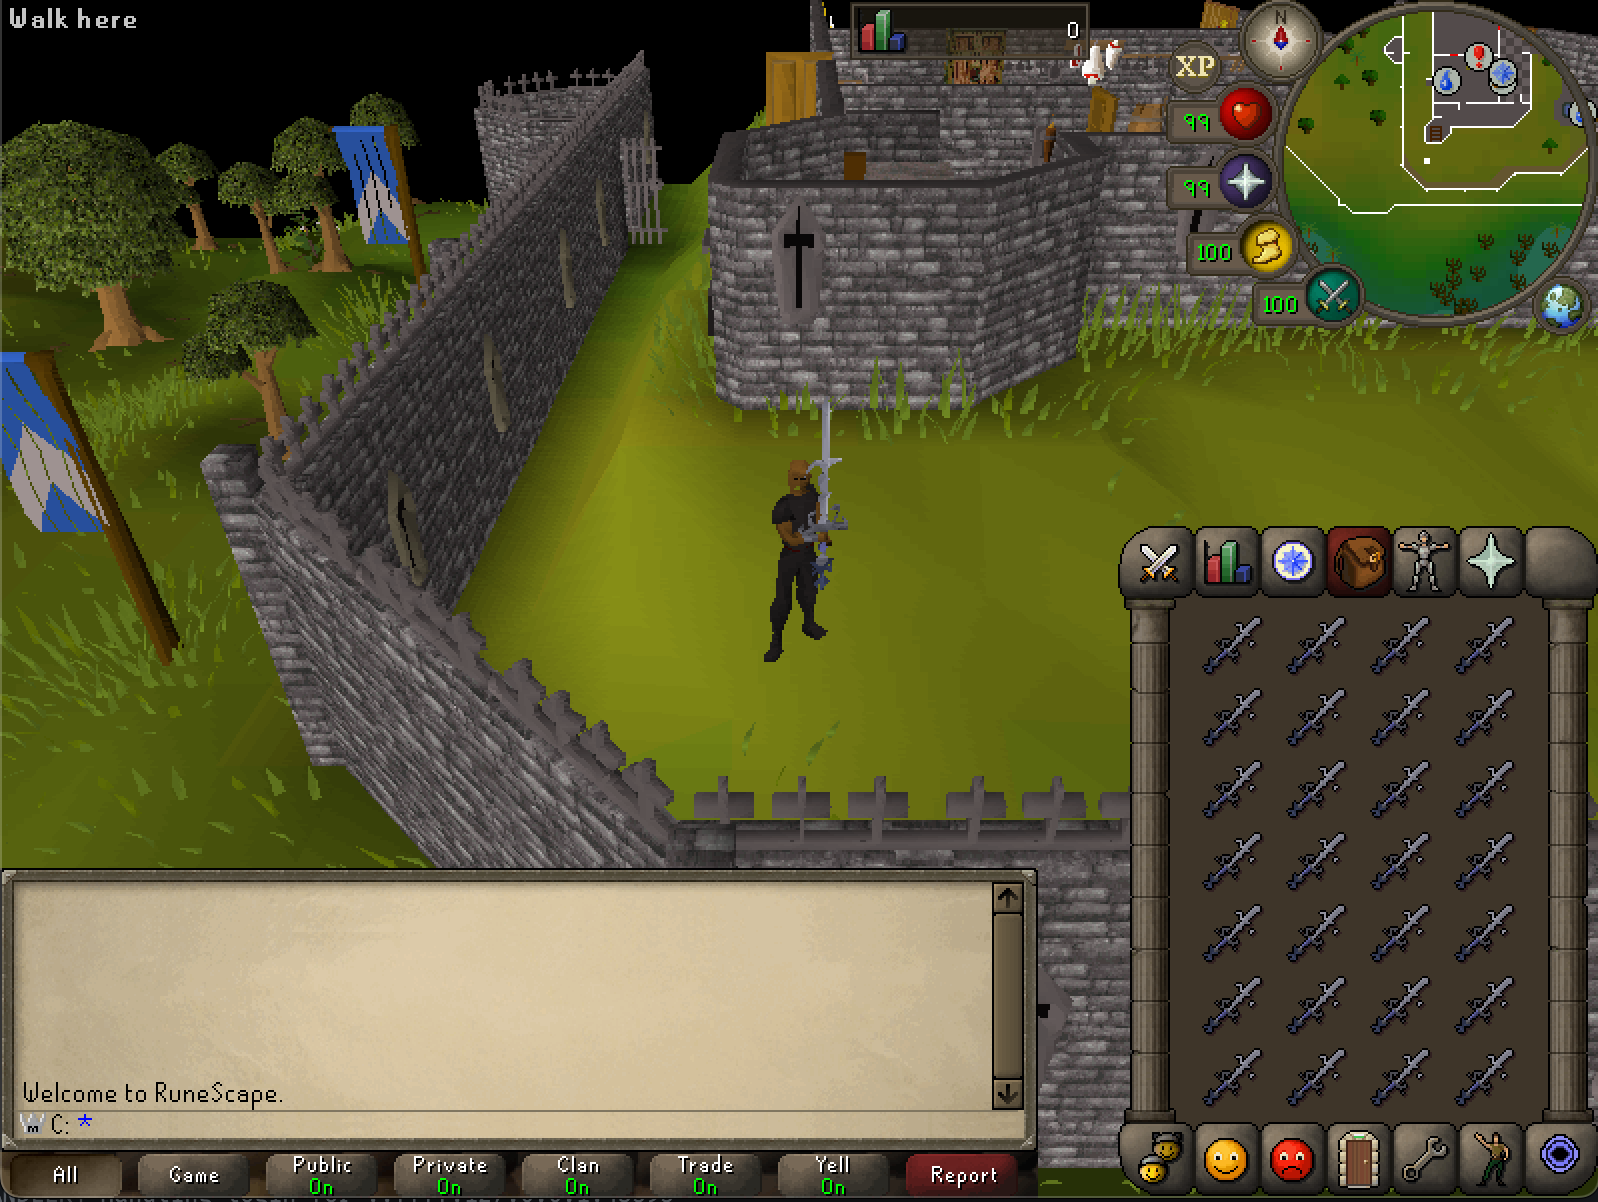 Walk here
0
XP
N
99
99
100
100
Welcome to RuneScape.
C: *
All
Game
Public
On
Private
On
Clan
On
Trade
On
Yell
On
Report